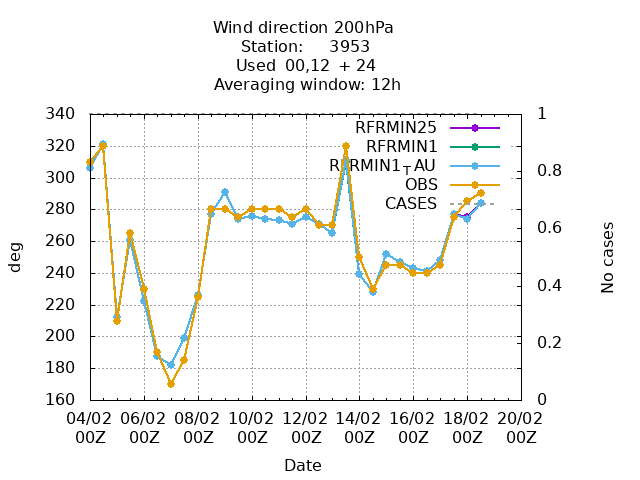 Wind direction 200hPa
Station: 3953
Used 00,12 + 24
Averaging window: 12h
340
320
300
280
260
240
220
200
180
160
deg
1
0.8
0.6
0.4
0.2
0
No cases
RFRMIN25
RFRMIN1
RFRMIN1TAU
OBS
CASES
04/02 06/02 08/02 10/02 12/02 14/02 16/02 18/02 20/02
00Z 00Z 00Z 00Z 00Z 00Z 00Z 00Z 00Z
Date